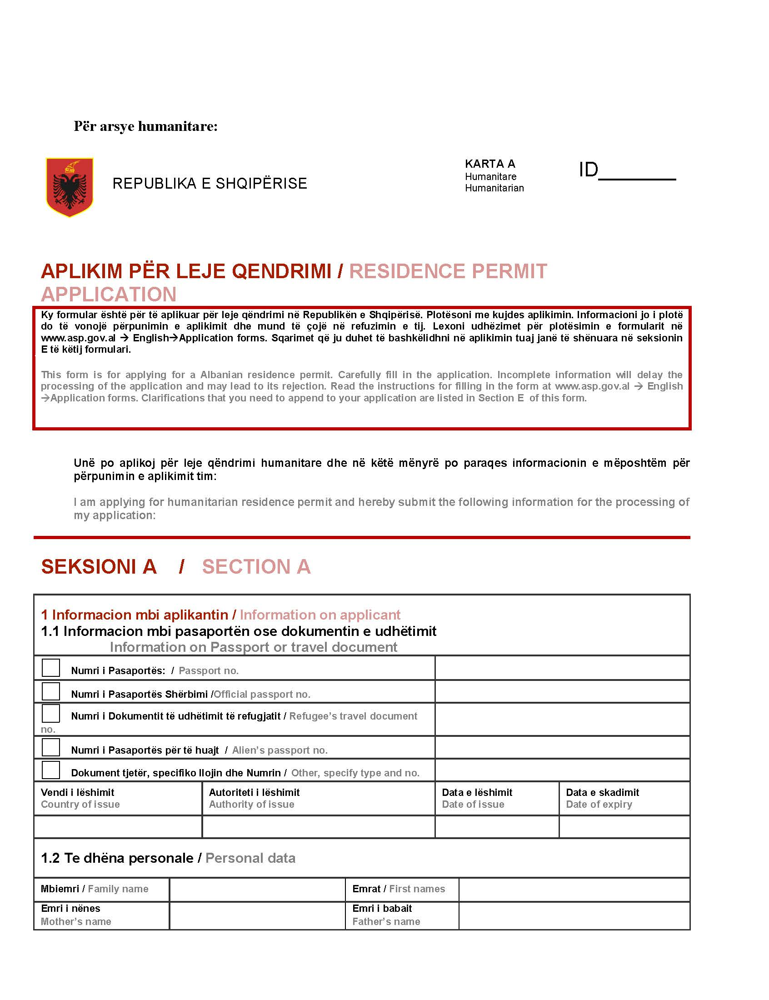 Për arsye humanitare:
REPUBLIKA E SHQIPËRISE
KARTA A
Humanitare
Humanitarian
ID_______
APLIKIM PËR LEJE QENDRIMI / RESIDENCE PERMIT
APPLICATION
Ky formular është për të aplikuar për leje qëndrimi në Republikën e Shqipërisë. Plotësoni me kujdes aplikimin. Informacioni jo i plotë
do të vonojë përpunimin e aplikimit dhe mund të çojë në refuzimin e tij. Lexoni udhëzimet për plotësimin e formularit në
www.asp.gov.al → English→Application forms. Sqarimet që ju duhet të bashkëlidhni në aplikimin tuaj janë të shënuara në seksionin
E të këtij formulari.
This form is for applying for a Albanian residence permit. Carefully fill in the application. Incomplete information will delay the
processing of the application and may lead to its rejection. Read the instructions for filling in the form at www.asp.gov.al → English
→Application forms. Clarifications that you need to append to your application are listed in Section E of this form.
Unë po aplikoj për leje qëndrimi humanitare dhe në këtë mënyrë po paraqes informacionin e mëposhtëm për
përpunimin e aplikimit tim:
I am applying for humanitarian residence permit and hereby submit the following information for the processing of
my application:
SEKSIONI A / SECTION A
1 Informacion mbi aplikantin / Information on applicant
1.1 Informacion mbi pasaportën ose dokumentin e udhëtimit
Information on Passport or travel document
Numri i Pasaportës: / Passport no.
Numri i Pasaportës Shërbimi /Official passport no.
Numri i Dokumentit të udhëtimit të refugjatit / Refugee's travel document
no.
Numri i Pasaportës për të huajt / Alien's passport no.
Dokument tjetër, specifiko llojin dhe Numrin / Other, specify type and no.
Vendi i lëshimit
Country of issue
Autoriteti i lëshimit
Authority of issue
Data e lëshimit
Date of issue
Data e skadimit
Date of expiry
1.2 Te dhëna personale / Personal data
Mbiemri / Family name
Emrat / First names
Emri i nënes
Mother's name
Emri i babait
Father's name